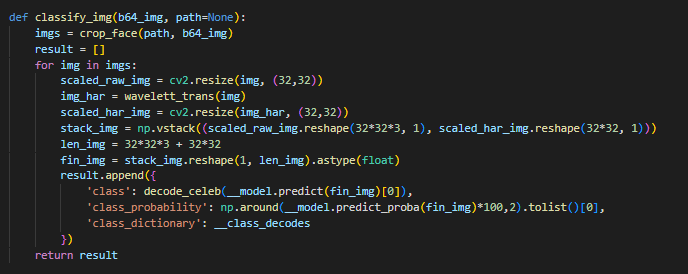 def classify_img(b64_img, path=None):
    imgs = crop_face(path, b64_img)
    result = []
    for img in imgs:
        scaled_raw_img = cv2.resize(img, (32,32))
        img_har = wavelett_trans(img)
        scaled_har_img = cv2.resize(img_har, (32,32))
        stack_img = np.vstack((scaled_raw_img.reshape(32*32*3, 1), scaled_har_img.reshape(32*32, 1)))
        len_img = 32*32*3 + 32*32
        fin_img = stack_img.reshape(1, len_img).astype(float)
        result.append({
            'class': decode_celeb(__model.predict(fin_img)[0]),
            'class_probability': np.around(__model.predict_proba(fin_img)*100,2).tolist()[0],
            'class_dictionary': __class_decodes
        })
    return result